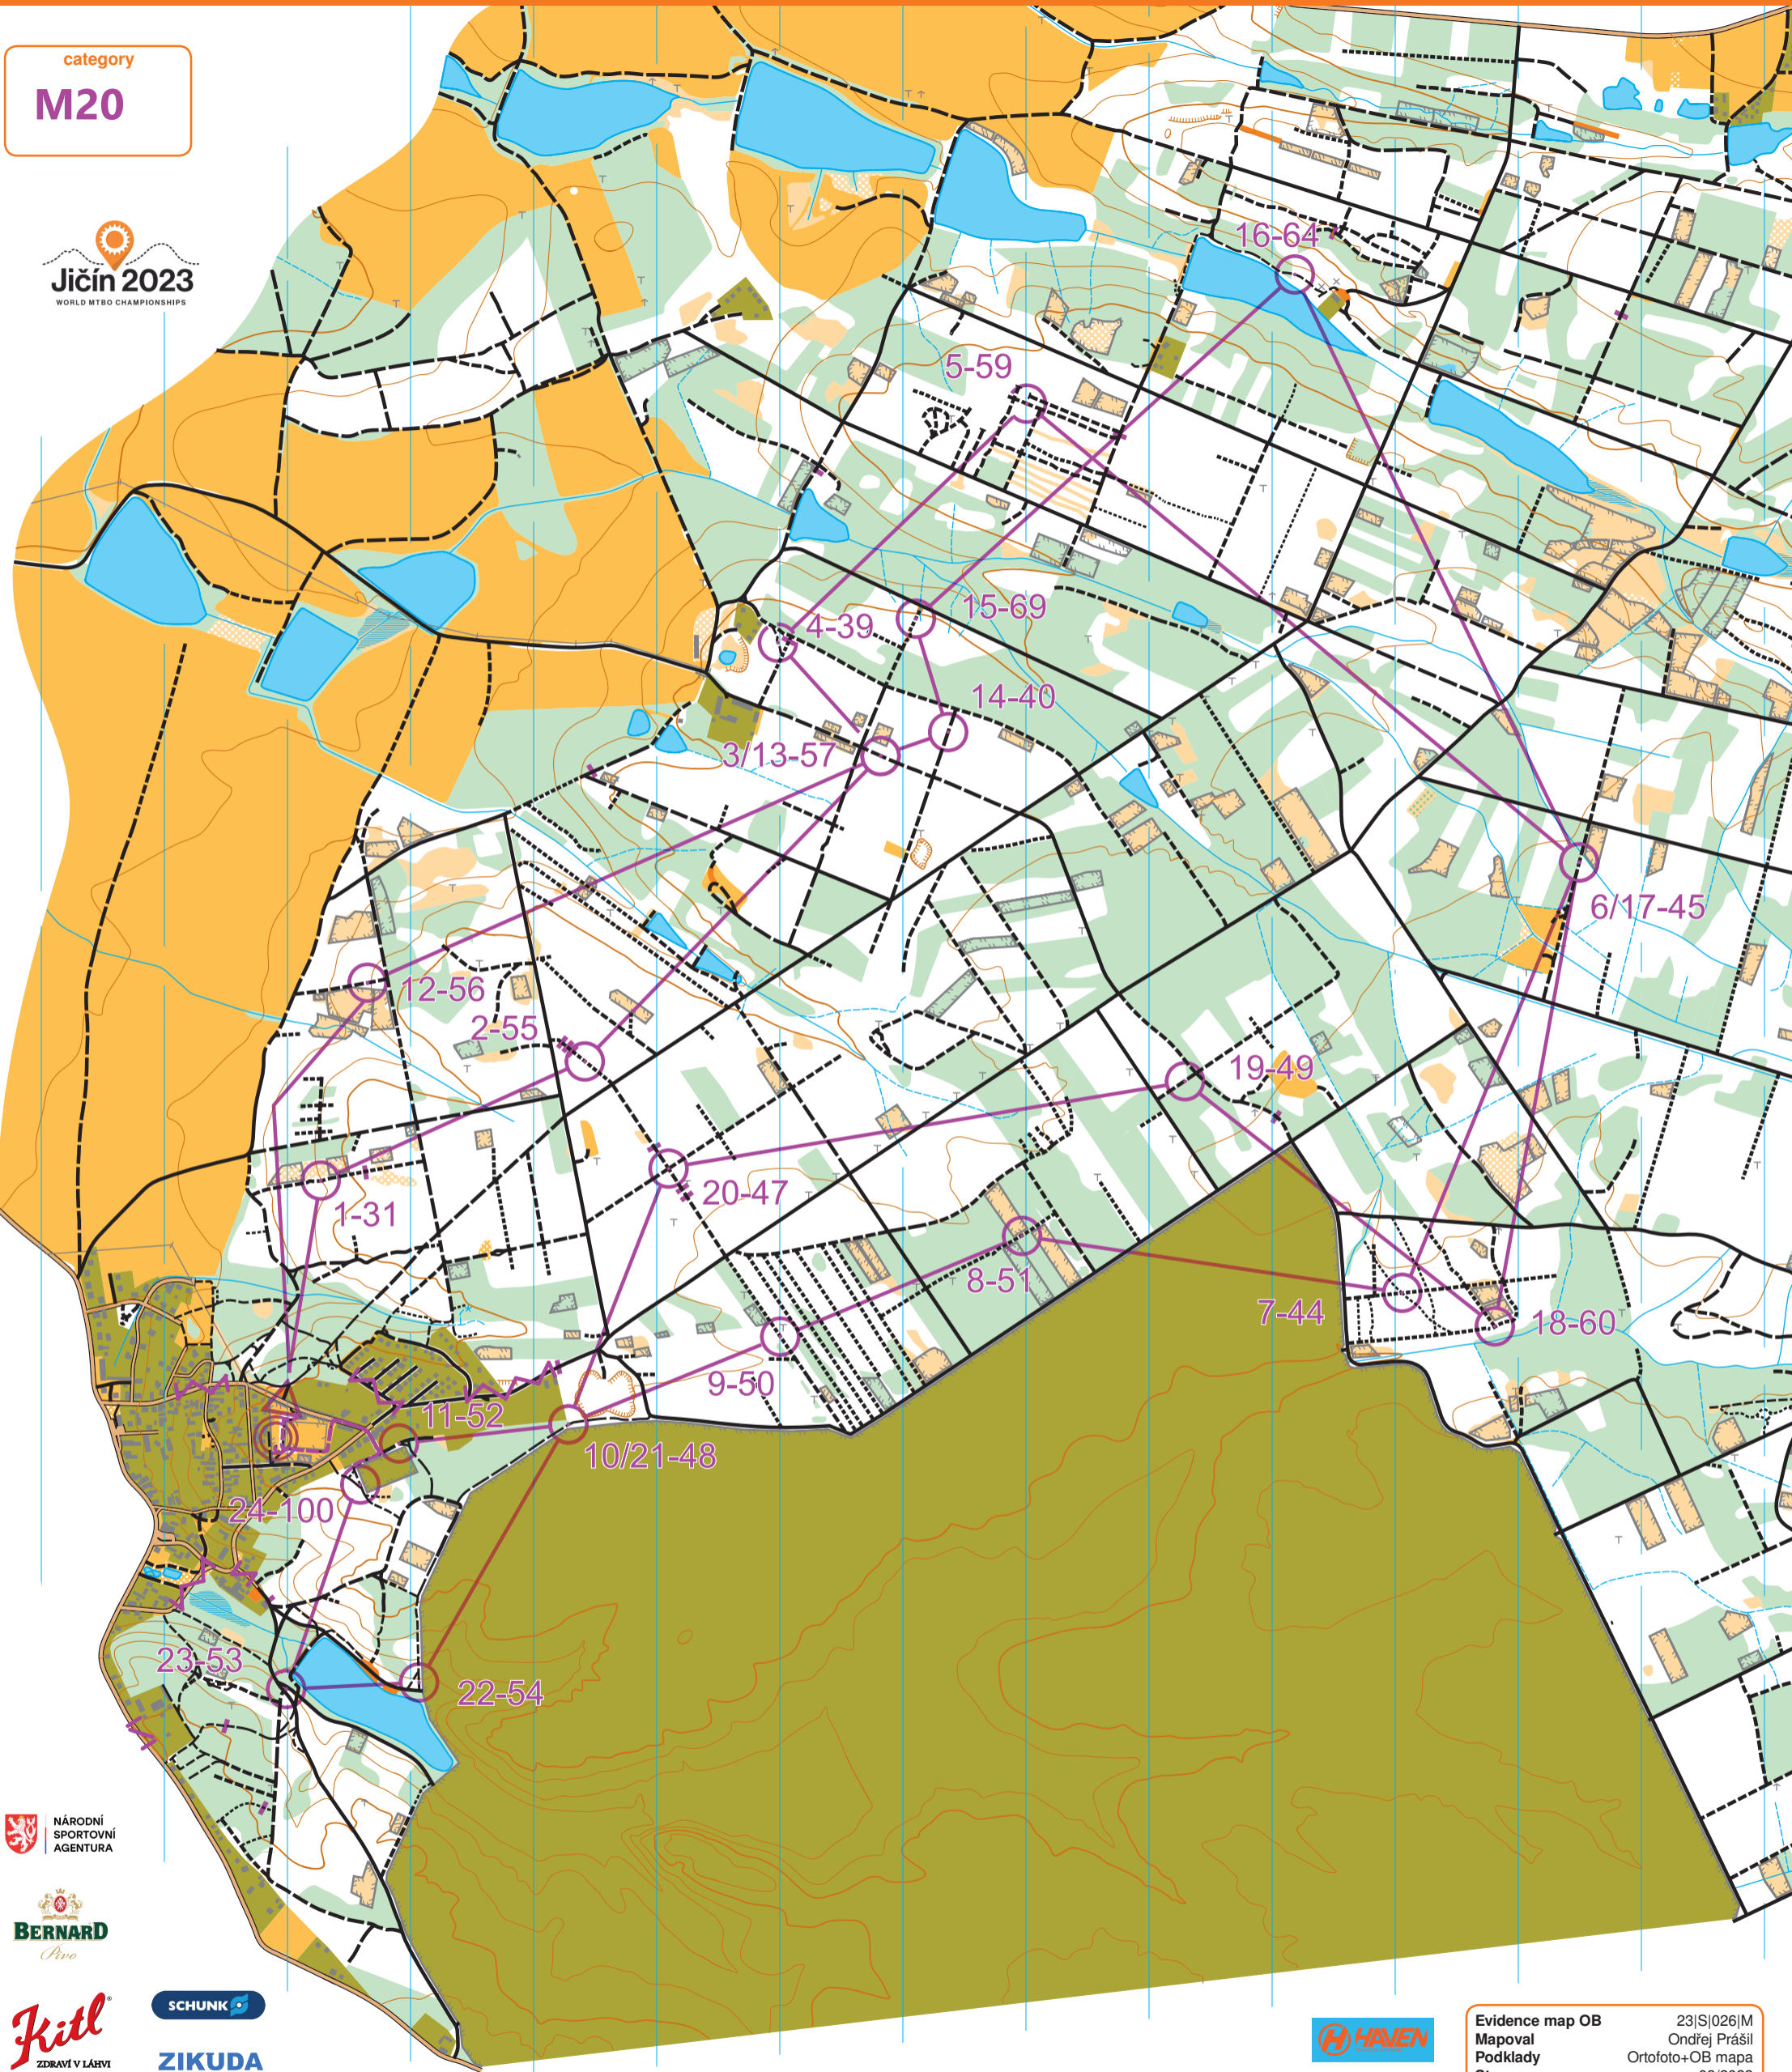 category
M20
Jičín 2023
WORLD MTBO CHAMPIONSHIPS
16-64
5-59
4-39
15-69
14-40
3/13-57
6/17-45
12-56
2-55
19-49
20-47
1-31
8-51
7-44
18-60
9-50
11-52
10/21-48
24-100
23-53
22-54
NÁRODNÍ
SPORTOVNÍ
AGENTURA
BERNARD
Pivo
Kitl
ZDRAVÍ V LÁHVI
SCHUNK
ZIKUDA
HAVEN
Evidence map OB 23|S|026|M
Mapoval Ondřej Prášil
Podklady Ortofoto+OB mapa